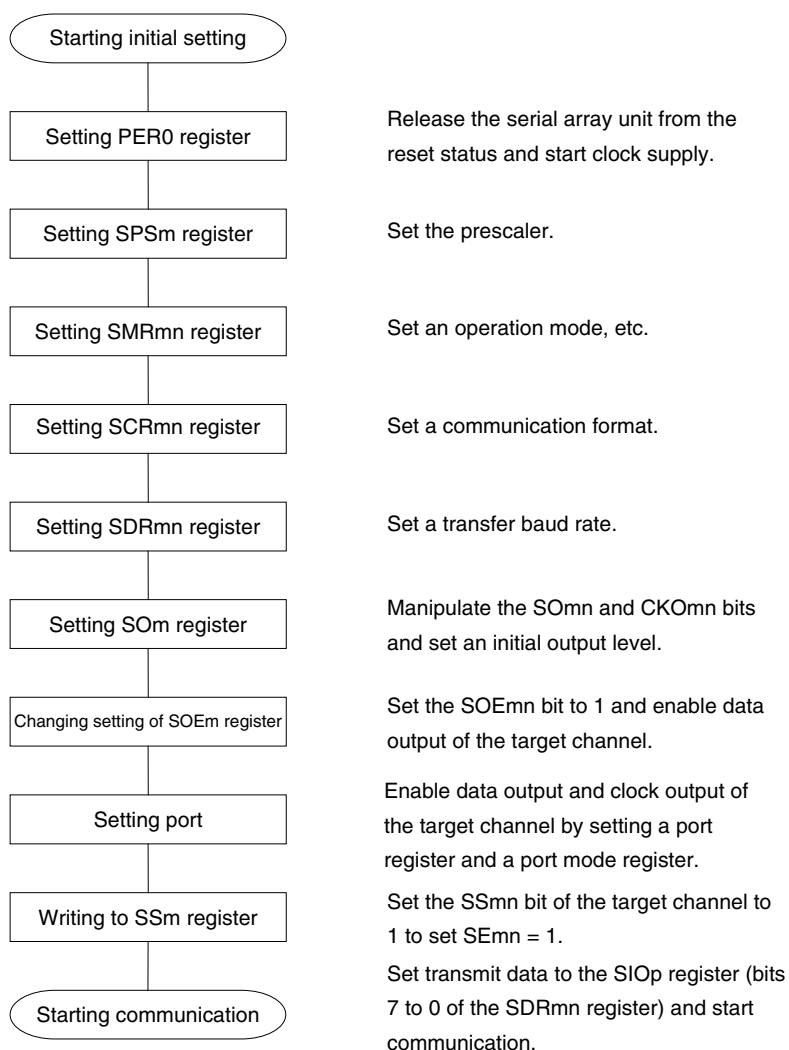 Starting initial setting
Setting PER0 register
Release the serial array unit from the
reset status and start clock supply.
Setting SPSm register
Set the prescaler.
Setting SMRmn register
Set an operation mode, etc.
Setting SCRmn register
Set a communication format.
Setting SDRmn register
Set a transfer baud rate.
Setting SOm register
Manipulate the SOmn and CKOmn bits
and set an initial output level.
Changing setting of SOEm register
Set the SOEmn bit to 1 and enable data
output of the target channel.
Setting port
Enable data output and clock output of
the target channel by setting a port
register and a port mode register.
Writing to SSm register
Set the SSmn bit of the target channel to
1 to set SEmn = 1.
Starting communication
Set transmit data to the SIOp register (bits
7 to 0 of the SDRmn register) and start
communication.